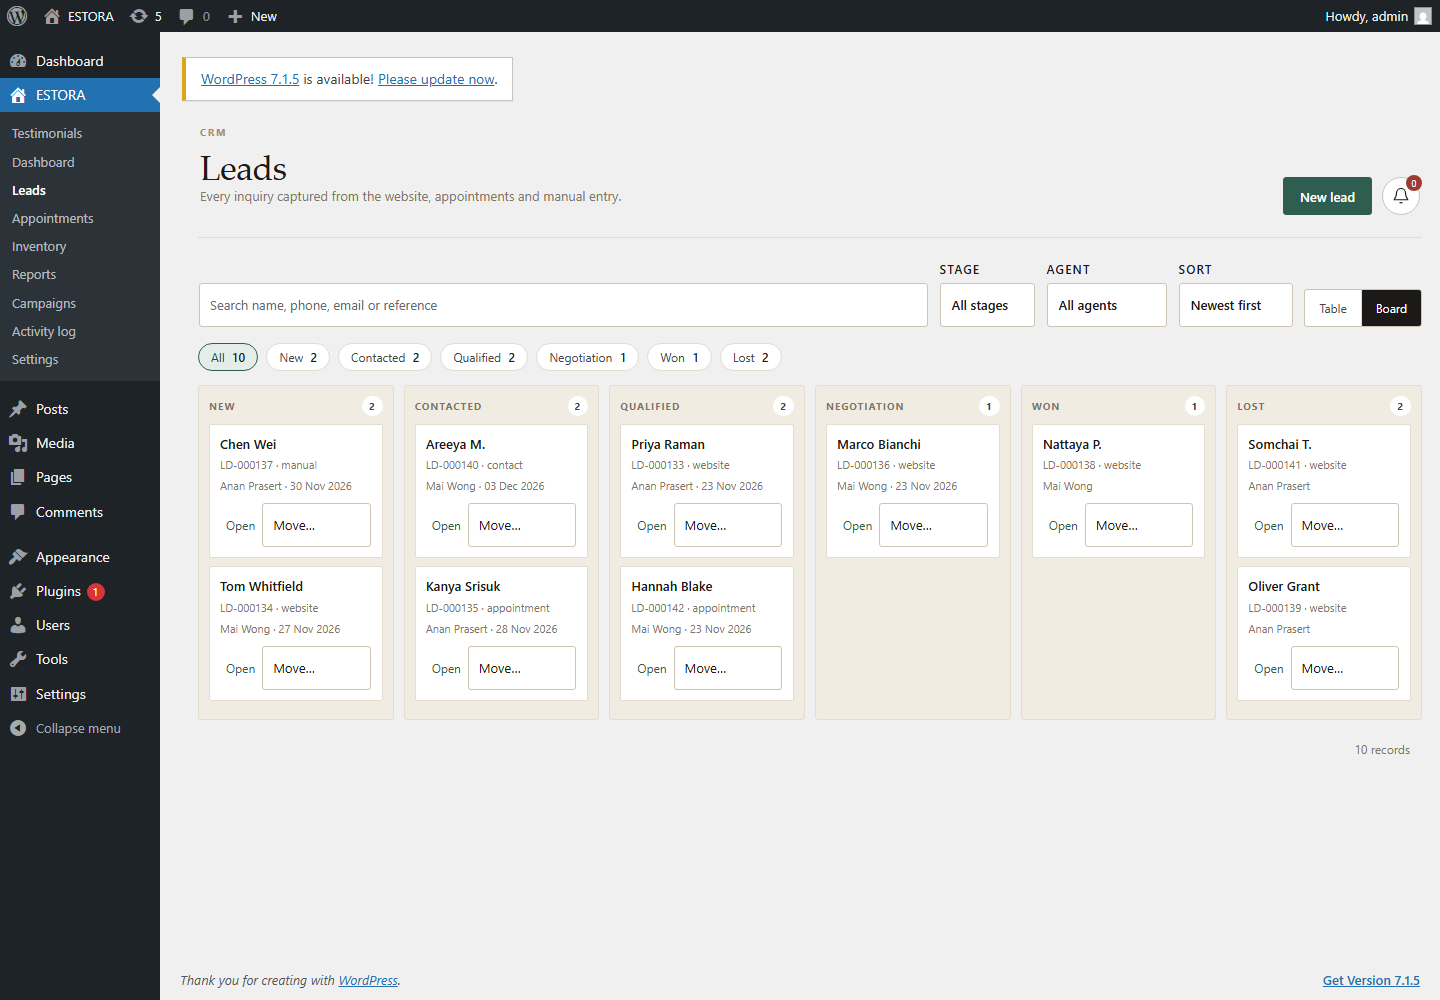 ESTORA
5
0
New
Howdy, admin
Dashboard
ESTORA
Testimonials
Dashboard
Leads
Appointments
Inventory
Reports
Campaigns
Activity log
Settings
Posts
Media
Pages
Comments
Appearance
Plugins 1
Users
Tools
Settings
Collapse menu
WordPress 7.1.5 is available! Please update now.
CRM
Leads
Every inquiry captured from the website, appointments and manual entry.
New lead
0
STAGE
AGENT
SORT
Search name, phone, email or reference
All stages
All agents
Newest first
Table
Board
All 10
New 2
Contacted 2
Qualified 2
Negotiation 1
Won 1
Lost 2
NEW 2
Chen Wei
LD-000137 · manual
Anan Prasert · 30 Nov 2026
Open Move...
Tom Whitfield
LD-000134 · website
Mai Wong · 27 Nov 2026
Open Move...
CONTACTED 2
Areeya M.
LD-000140 · contact
Mai Wong · 03 Dec 2026
Open Move...
Kanya Srisuk
LD-000135 · appointment
Anan Prasert · 28 Nov 2026
Open Move...
QUALIFIED 2
Priya Raman
LD-000133 · website
Anan Prasert · 23 Nov 2026
Open Move...
Hannah Blake
LD-000142 · appointment
Mai Wong · 23 Nov 2026
Open Move...
NEGOTIATION 1
Marco Bianchi
LD-000136 · website
Mai Wong · 23 Nov 2026
Open Move...
WON 1
Nattaya P.
LD-000138 · website
Mai Wong
Open Move...
LOST 2
Somchai T.
LD-000141 · website
Anan Prasert
Open Move...
Oliver Grant
LD-000139 · website
Anan Prasert
Open Move...
10 records
Thank you for creating with WordPress.
Get Version 7.1.5